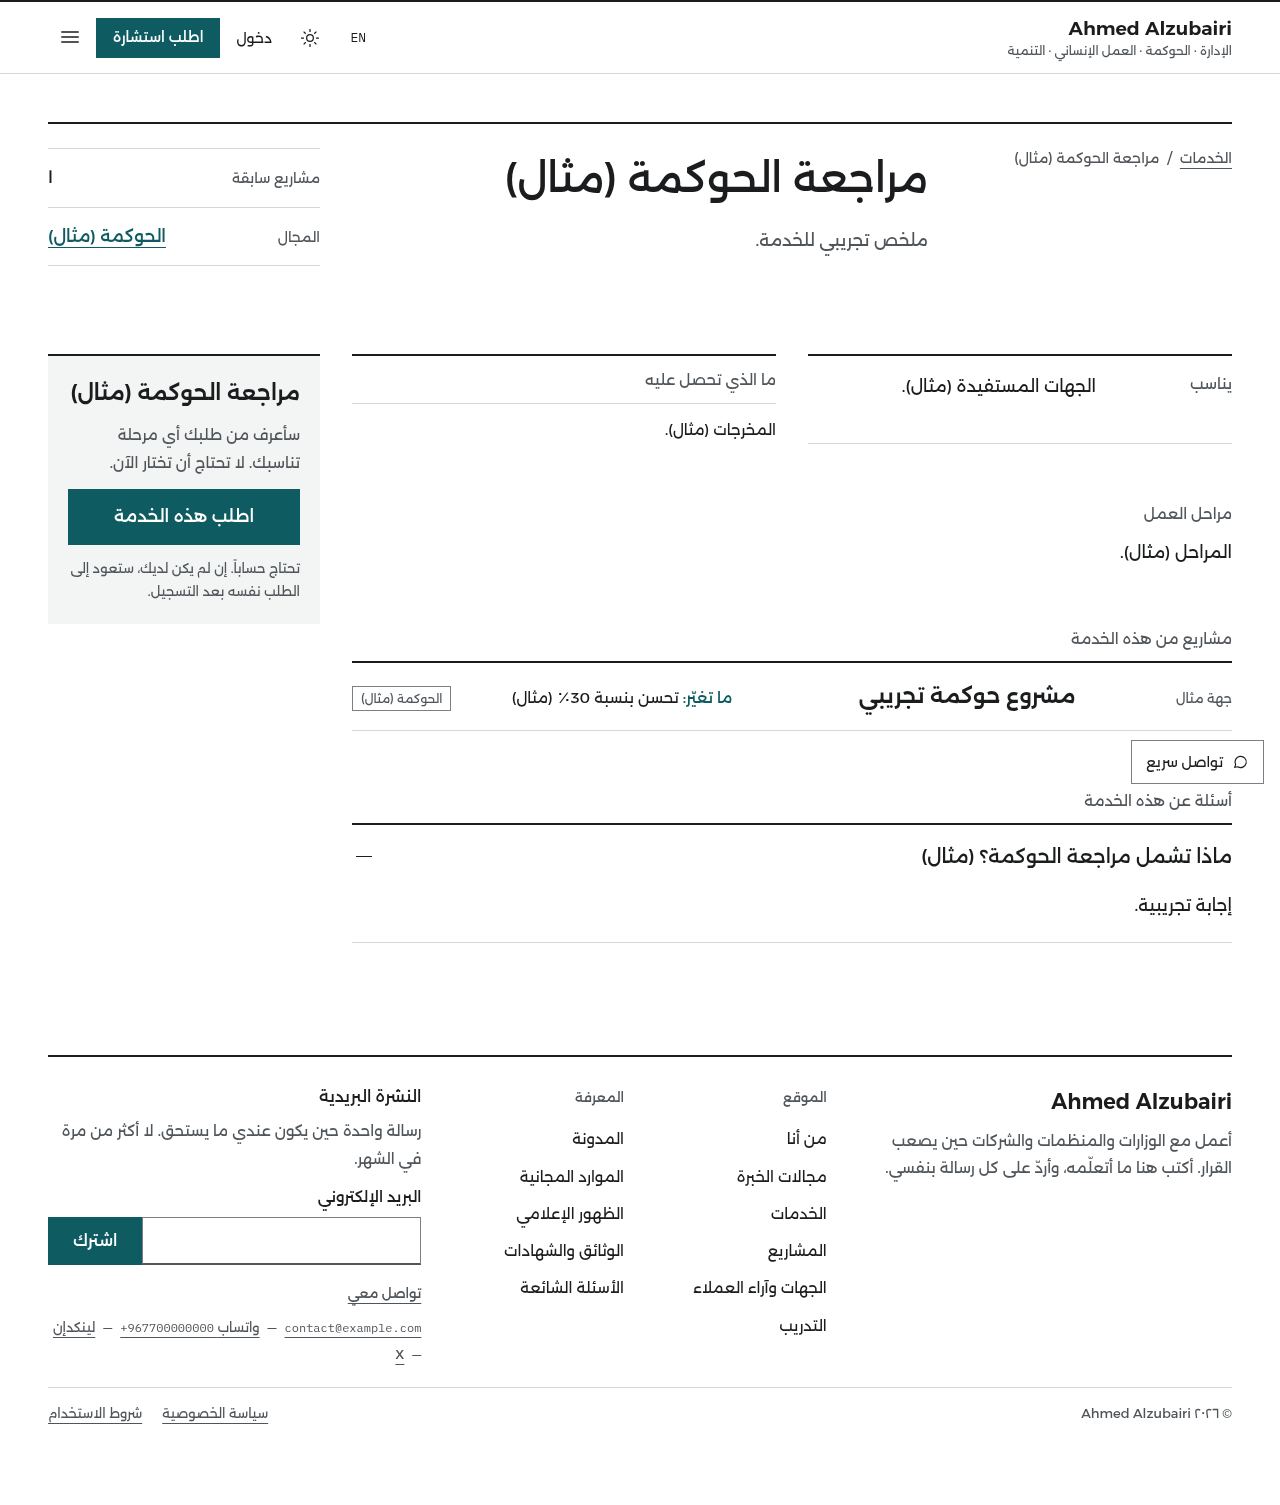 Ahmed Alzubairi
الإدارة · الحوكمة · العمل الإنساني · التنمية
EN
دخول
اطلب استشارة
الخدمات / مراجعة الحوكمة (مثال)
مراجعة الحوكمة (مثال)
ملخص تجريبي للخدمة.
مشاريع سابقة ١
المجال الحوكمة (مثال)
يناسب الجهات المستفيدة (مثال).
ما الذي تحصل عليه
المخرجات (مثال).
مراجعة الحوكمة (مثال)
سأعرف من طلبك أي مرحلة
تناسبك. لا تحتاج أن تختار الآن.
اطلب هذه الخدمة
تحتاج حساباً. إن لم يكن لديك، ستعود إلى
الطلب نفسه بعد التسجيل.
مراحل العمل
المراحل (مثال).
مشاريع من هذه الخدمة
جهة مثال
مشروع حوكمة تجريبي
ما تغيّر: تحسن بنسبة 30٪ (مثال)
الحوكمة (مثال)
تواصل سريع
أسئلة عن هذه الخدمة
ماذا تشمل مراجعة الحوكمة؟ (مثال)
إجابة تجريبية.
Ahmed Alzubairi
أعمل مع الوزارات والمنظمات والشركات حين يصعب
القرار. أكتب هنا ما أتعلّمه، وأردّ على كل رسالة بنفسي.
الموقع
من أنا
مجالات الخبرة
الخدمات
المشاريع
الجهات وآراء العملاء
التدريب
المعرفة
المدونة
الموارد المجانية
الظهور الإعلامي
الوثائق والشهادات
الأسئلة الشائعة
النشرة البريدية
رسالة واحدة حين يكون عندي ما يستحق. لا أكثر من مرة
في الشهر.
البريد الإلكتروني
اشترك
تواصل معي
contact@example.com — واتساب +967700000000 — لينكدإن
— X
© ٢٠٢٦ Ahmed Alzubairi
سياسة الخصوصية
شروط الاستخدام